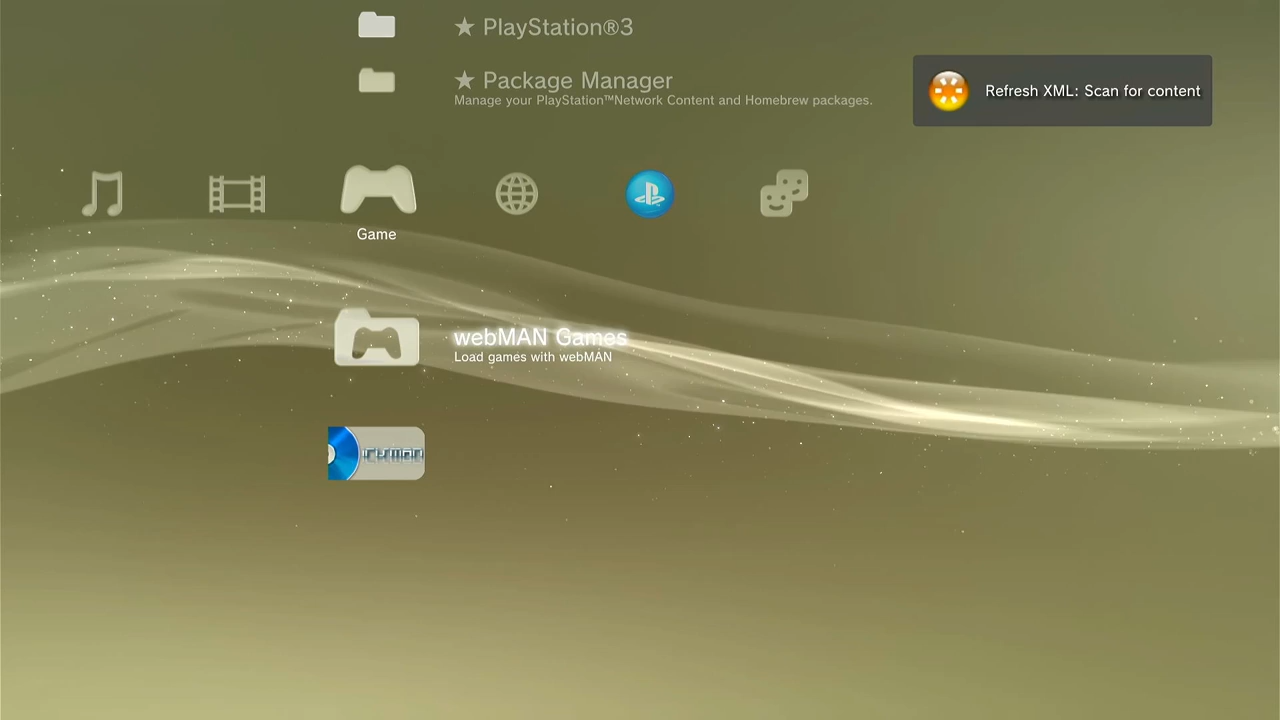 ★ PlayStation®3
★ Package Manager
Manage your PlayStation™Network Content and Homebrew packages.
Refresh XML: Scan for content
Game
webMAN Games
Load games with webMAN